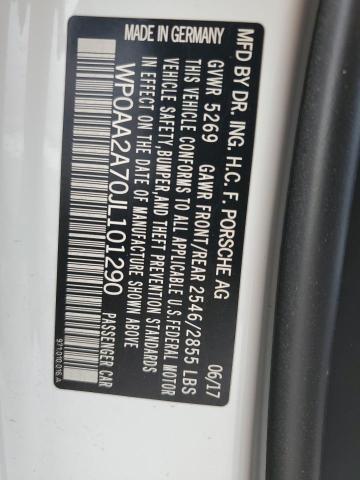 MFD BY DR. ING. H.C. F. PORSCHE AG
GVWR 5269 GAWR FRONT/REAR 2546/2855 LBS
THIS VEHICLE CONFORMS TO ALL APPLICABLE U.S. FEDERAL MOTOR
VEHICLE SAFETY, BUMPER, AND THEFT PREVENTION STANDARDS
IN EFFECT ON THE DATE OF MANUFACTURE SHOWN ABOVE
06/17
MADE IN GERMANY
WP0AA2A70JL101290
PASSENGER CAR
971010016A